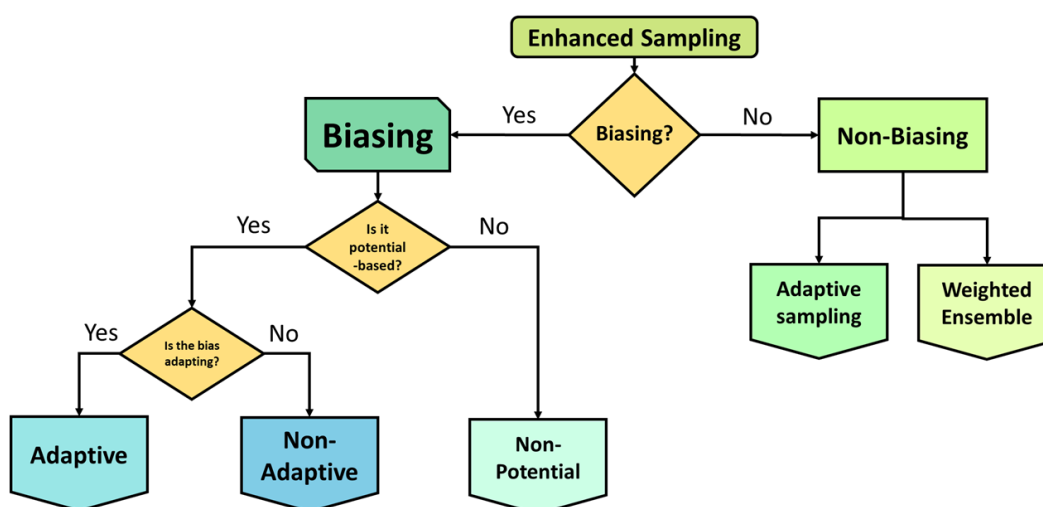 Enhanced Sampling
Yes
Biasing?
No
Biasing
Non-Biasing
Yes
Is it
potential
-based?
No
Adaptive
sampling
Weighted
Ensemble
Yes
Is the bias
adapting?
No
Adaptive
Non-
Adaptive
Non-
Potential